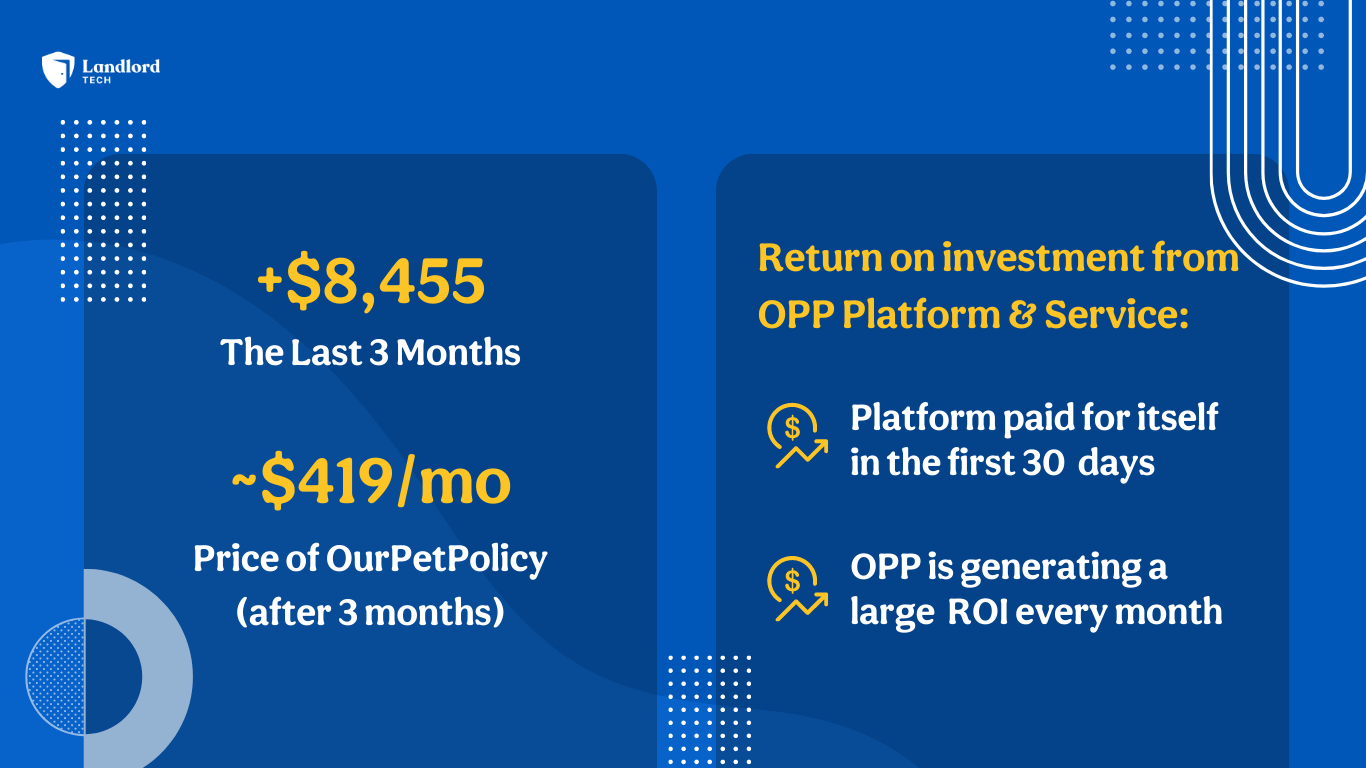 Landlord
TECH
+$8,455
The Last 3 Months
~$419/mo
Price of OurPetPolicy
(after 3 months)
Return on investment from
OPP Platform & Service:
$
Platform paid for itself
in the first 30 days
$
OPP is generating a
large ROI every month